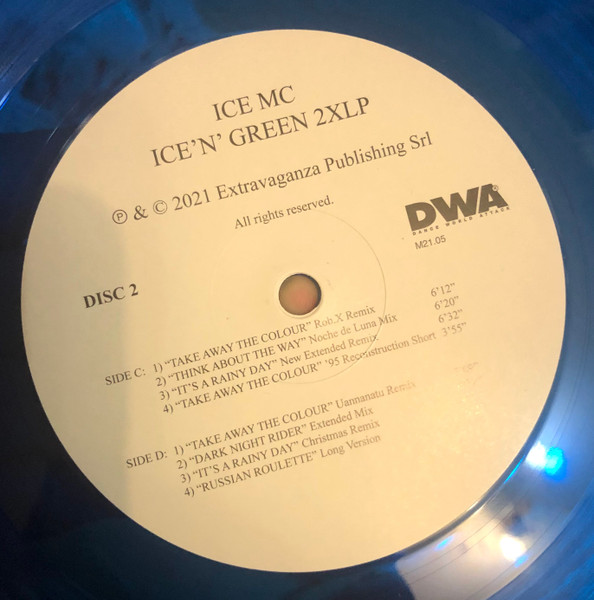 ICE MC
ICE'N' GREEN 2XLP
Ⓟ & © 2021 Extravaganza Publishing Srl
All rights reserved.
DWA®
DANCE WORLD ATTACK
M21.05
DISC 2
SIDE C: 1) "TAKE AWAY THE COLOUR" Rob.X Remix 6'12"
2) "THINK ABOUT THE WAY" Noche de Luna Mix 6'20"
3) "IT'S A RAINY DAY" New Extended Remix 6'32"
4) "TAKE AWAY THE COLOUR" '95 Reconstruction Short 3'55"
SIDE D: 1) "TAKE AWAY THE COLOUR" Uannanatu Remix
2) "DARK NIGHT RIDER" Extended Mix
3) "IT'S A RAINY DAY" Christmas Remix
4) "RUSSIAN ROULETTE" Long Version